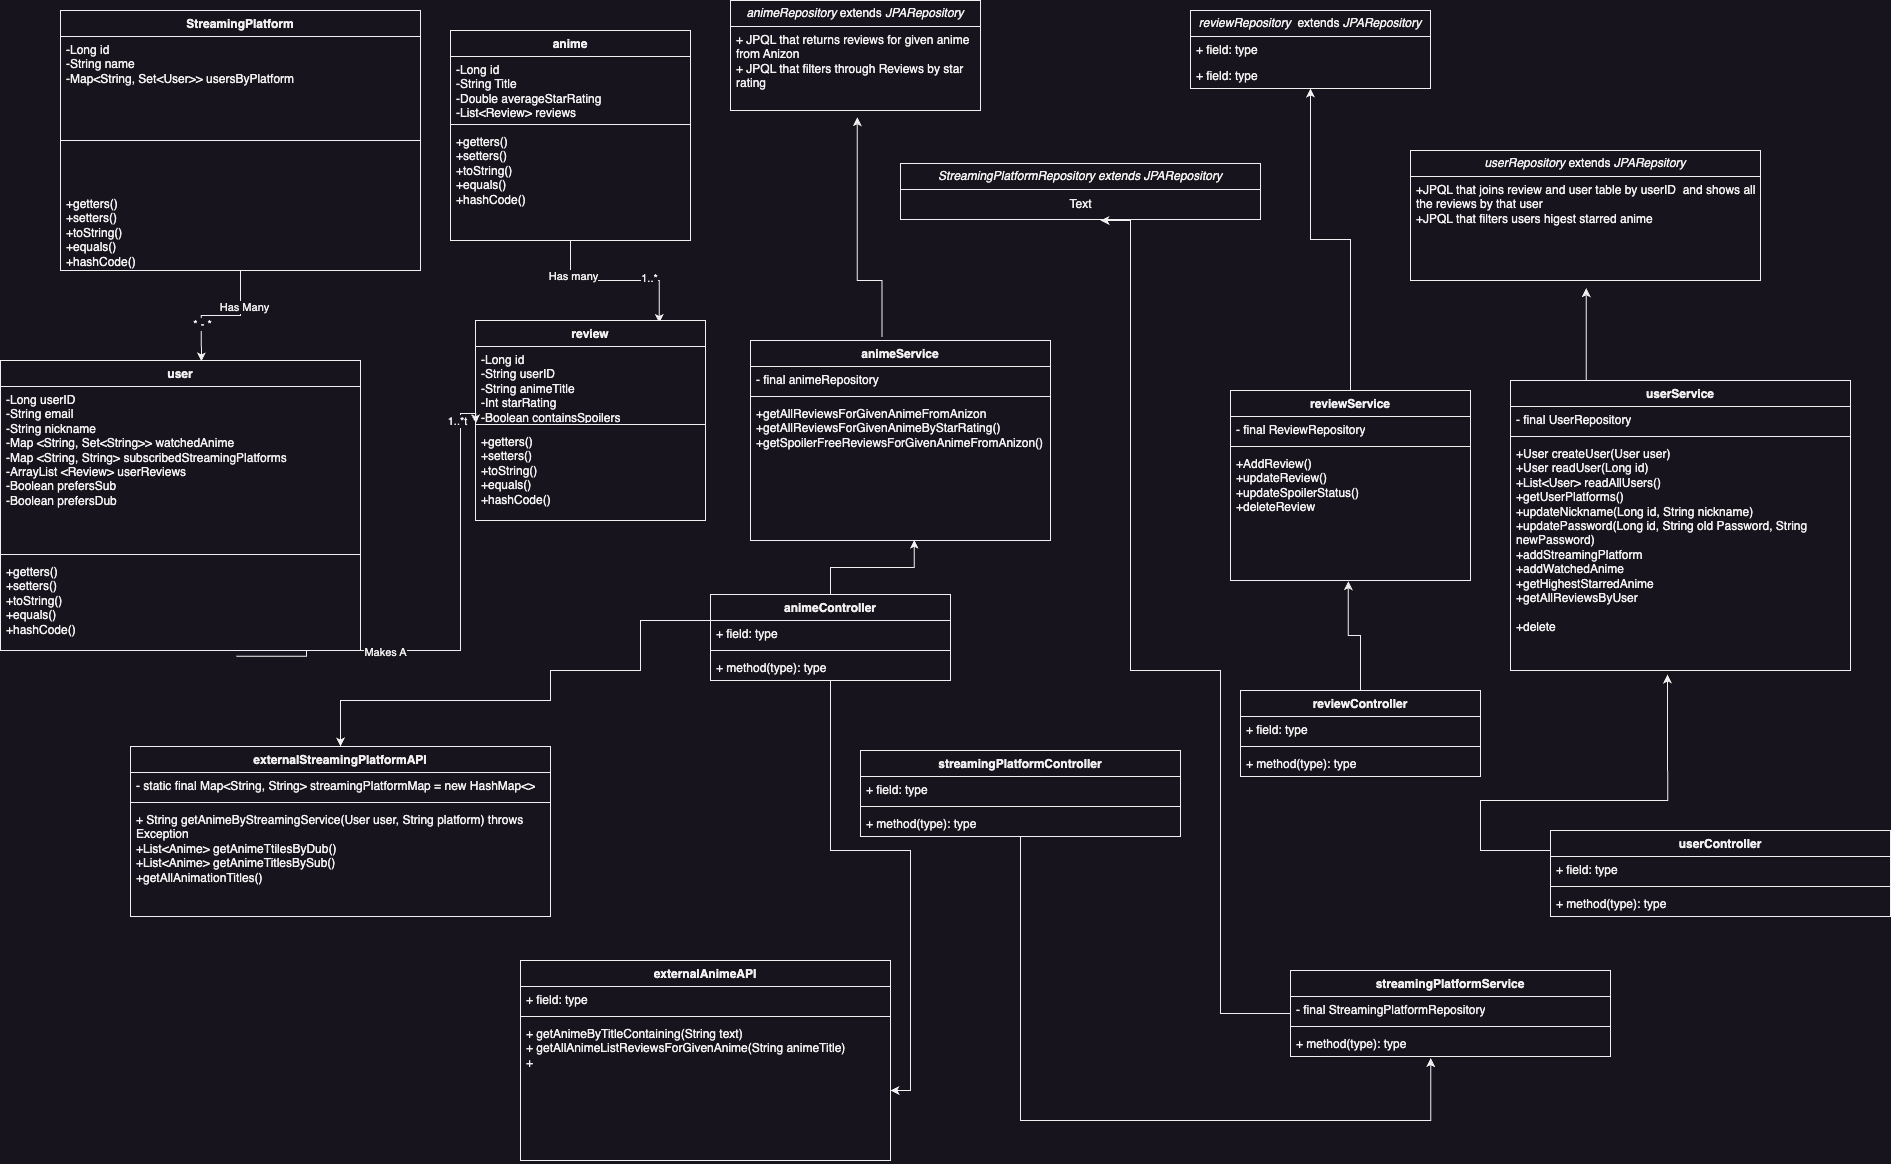 StreamingPlatform
-Long id
-String name
-Map<String, Set<User>> usersByPlatform
+getters()
+setters()
+toString()
+equals()
+hashCode()
Has Many
* - *
anime
-Long id
-String Title
-Double averageStarRating
-List<Review> reviews
+getters()
+setters()
+toString()
+equals()
+hashCode()
Has many
1..*
animeRepository extends JPARepository
+ JPQL that returns reviews for given anime
from Anizon
+ JPQL that filters through Reviews by star
rating
StreamingPlatformRepository extends JPARepository
Text
reviewRepository extends JPARepository
+ field: type
+ field: type
userRepository extends JPARepsitory
+JPQL that joins review and user table by userID and shows all
the reviews by that user
+JPQL that filters users higest starred anime
user
-Long userID
-String email
-String nickname
-Map <String, Set<String>> watchedAnime
-Map <String, String> subscribedStreamingPlatforms
-ArrayList <Review> userReviews
-Boolean prefersSub
-Boolean prefersDub
+getters()
+setters()
+toString()
+equals()
+hashCode()
Makes A
1..*t
review
-Long id
-String userID
-String animeTitle
-Int starRating
-Boolean containsSpoilers
+getters()
+setters()
+toString()
+equals()
+hashCode()
animeService
- final animeRepository
+getAllReviewsForGivenAnimeFromAnizon
+getAllReviewsForGivenAnimeByStarRating()
+getSpoilerFreeReviewsForGivenAnimeFromAnizon()
reviewService
- final ReviewRepository
+AddReview()
+updateReview()
+updateSpoilerStatus()
+deleteReview
userService
- final UserRepository
+User createUser(User user)
+User readUser(Long id)
+List<User> readAllUsers()
+getUserPlatforms()
+updateNickname(Long id, String nickname)
+updatePassword(Long id, String old Password, String
newPassword)
+addStreamingPlatform
+addWatchedAnime
+getHighestStarredAnime
+getAllReviewsByUser
+delete
animeController
+ field: type
+ method(type): type
reviewController
+ field: type
+ method(type): type
externalStreamingPlatformAPI
- static final Map<String, String> streamingPlatformMap = new HashMap<>
+ String getAnimeByStreamingService(User user, String platform) throws
Exception
+List<Anime> getAnimeTtilesByDub()
+List<Anime> getAnimeTitlesBySub()
+getAllAnimationTitles()
streamingPlatformController
+ field: type
+ method(type): type
userController
+ field: type
+ method(type): type
externalAnimeAPI
+ field: type
+ getAnimeByTitleContaining(String text)
+ getAllAnimeListReviewsForGivenAnime(String animeTitle)
+
streamingPlatformService
- final StreamingPlatformRepository
+ method(type): type